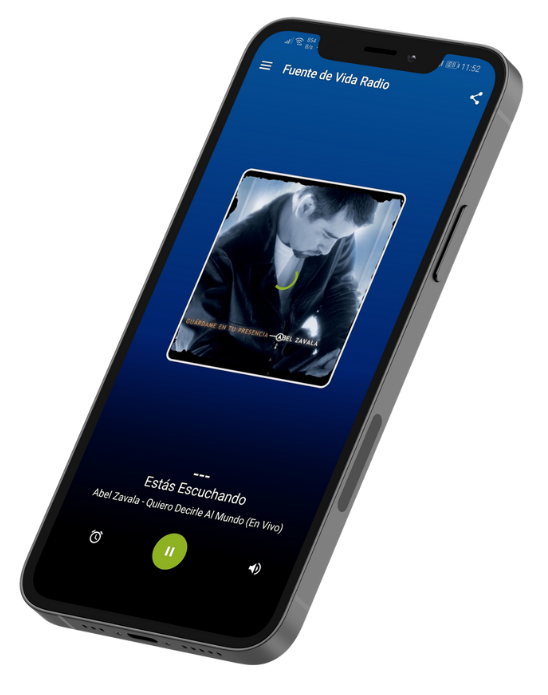 11:52
Fuente de Vida Radio
GUÁRDAME EN TU PRESENCIA
ABEL ZAVALA
Estás Escuchando
Abel Zavala - Quiero Decirle Al Mundo (En Vivo)